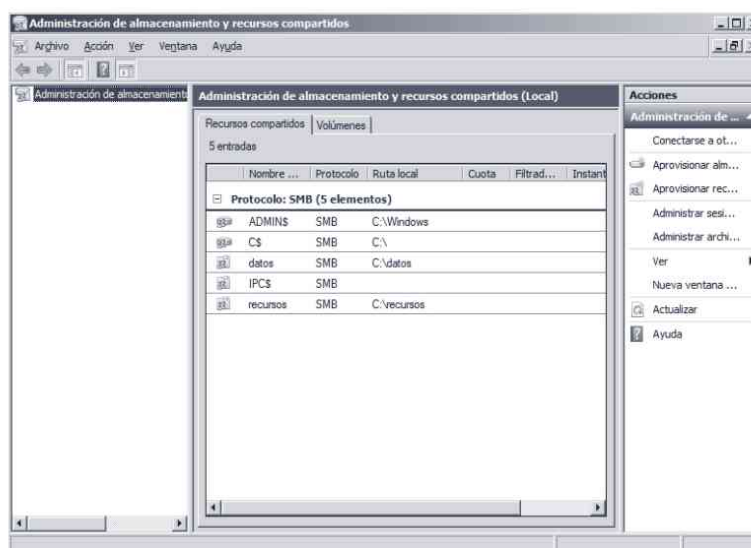 Administración de almacenamiento y recursos compartidos
Archivo Acción Ver Ventana Ayuda
Administración de almacenamiento
Administración de almacenamiento y recursos compartidos (Local)
Recursos compartidos Volúmenes
5 entradas
Nombre ... Protocolo Ruta local Cuota Filtrad... Instant
Protocolo: SMB (5 elementos)
ADMIN$ SMB C:\Windows
C$ SMB C:\
datos SMB C:\datos
IPC$ SMB
recursos SMB C:\recursos
Acciones
Administración de ...
Conectarse a ot...
Aprovisionar alm...
Aprovisionar rec...
Administrar sesi...
Administrar archi...
Ver
Nueva ventana ...
Actualizar
Ayuda